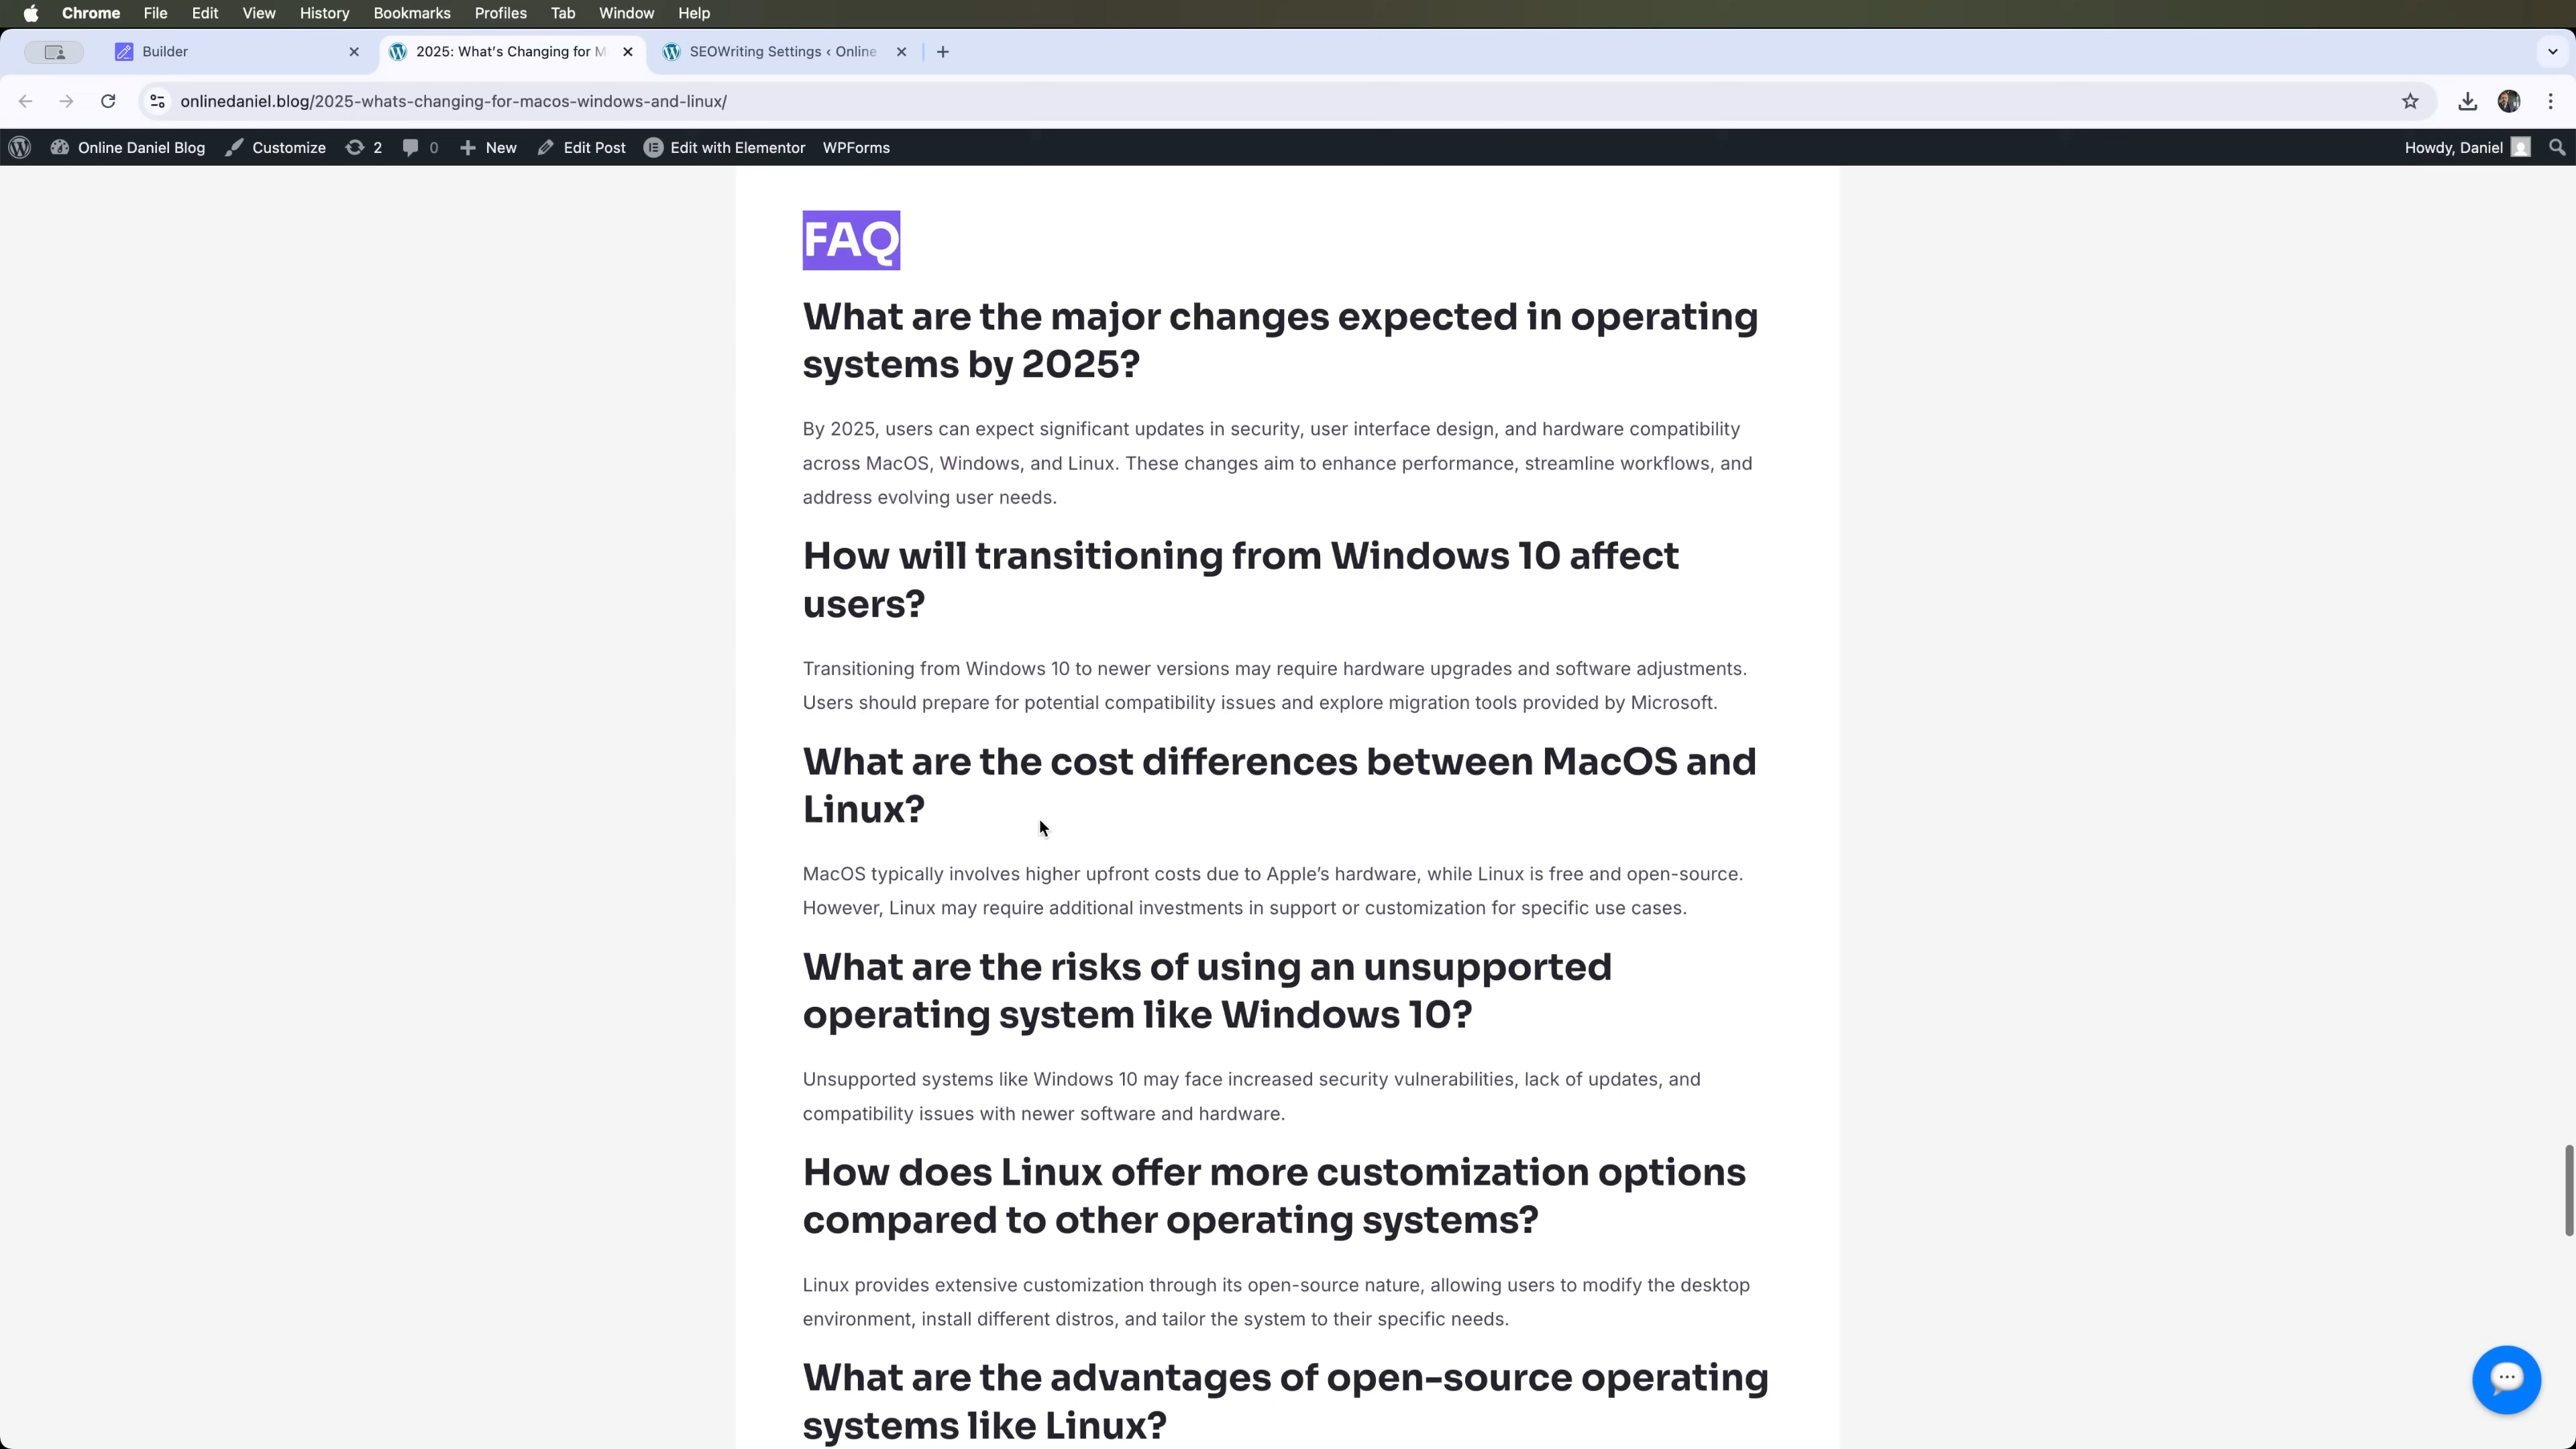 Chrome File Edit View History Bookmarks Profiles Tab Window Help
Builder 2025: What's Changing for M SEOWriting Settings ‹ Online
onlinedaniel.blog/2025-whats-changing-for-macos-windows-and-linux/
Online Daniel Blog Customize 2 0 New Edit Post Edit with Elementor WPForms Howdy, Daniel
FAQ
What are the major changes expected in operating
systems by 2025?
By 2025, users can expect significant updates in security, user interface design, and hardware compatibility
across MacOS, Windows, and Linux. These changes aim to enhance performance, streamline workflows, and
address evolving user needs.
How will transitioning from Windows 10 affect
users?
Transitioning from Windows 10 to newer versions may require hardware upgrades and software adjustments.
Users should prepare for potential compatibility issues and explore migration tools provided by Microsoft.
What are the cost differences between MacOS and
Linux?
MacOS typically involves higher upfront costs due to Apple's hardware, while Linux is free and open-source.
However, Linux may require additional investments in support or customization for specific use cases.
What are the risks of using an unsupported
operating system like Windows 10?
Unsupported systems like Windows 10 may face increased security vulnerabilities, lack of updates, and
compatibility issues with newer software and hardware.
How does Linux offer more customization options
compared to other operating systems?
Linux provides extensive customization through its open-source nature, allowing users to modify the desktop
environment, install different distros, and tailor the system to their specific needs.
What are the advantages of open-source operating
systems like Linux?